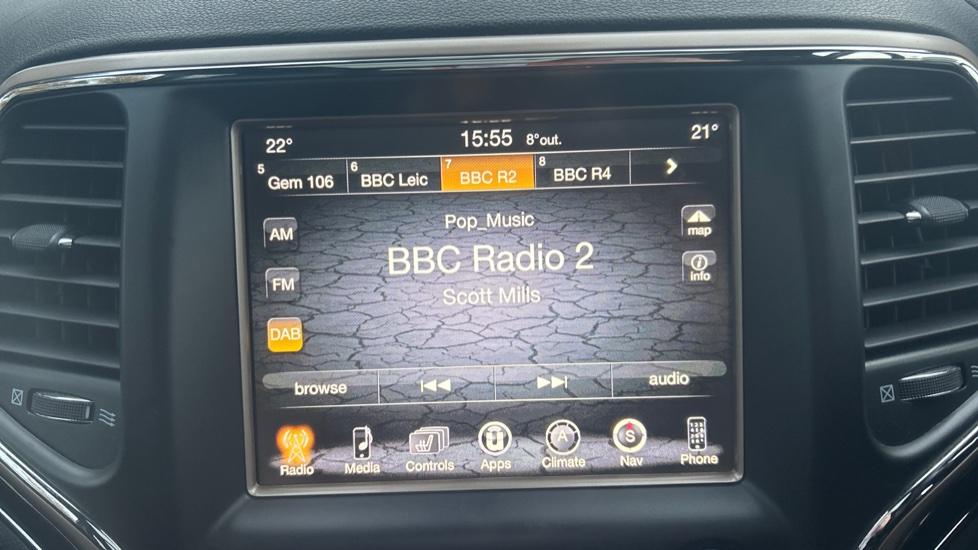 22° 15:55 8°out. 21°
5 Gem 106 6 BBC Leic 7 BBC R2 8 BBC R4
Pop_Music
AM map
BBC Radio 2
info
FM Scott Mills
DAB
browse audio
Radio Media Controls Apps Climate Nav Phone